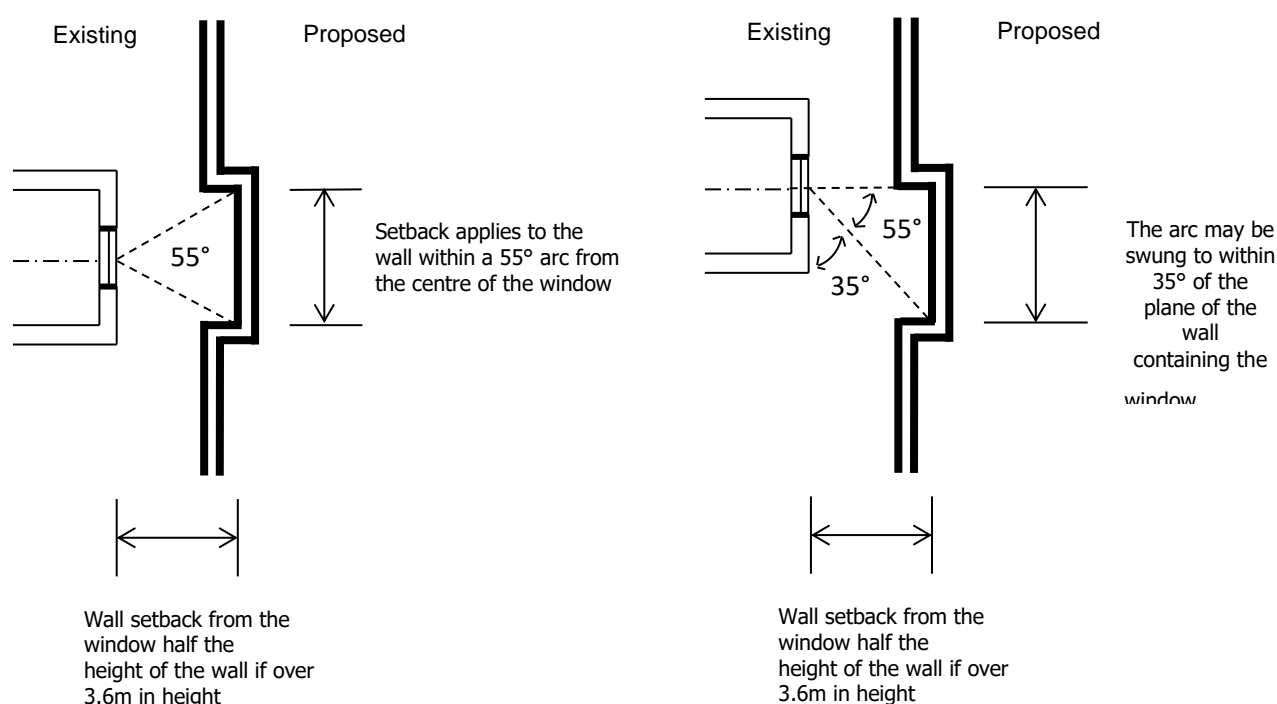 Existing
Proposed
55°
Setback applies to the
wall within a 55° arc from
the centre of the window
Wall setback from the
window half the
height of the wall if over
3.6m in height
Existing
Proposed
55°
35°
The arc may be
swung to within
35° of the
plane of the
wall
containing the
window
Wall setback from the
window half the
height of the wall if over
3.6m in height